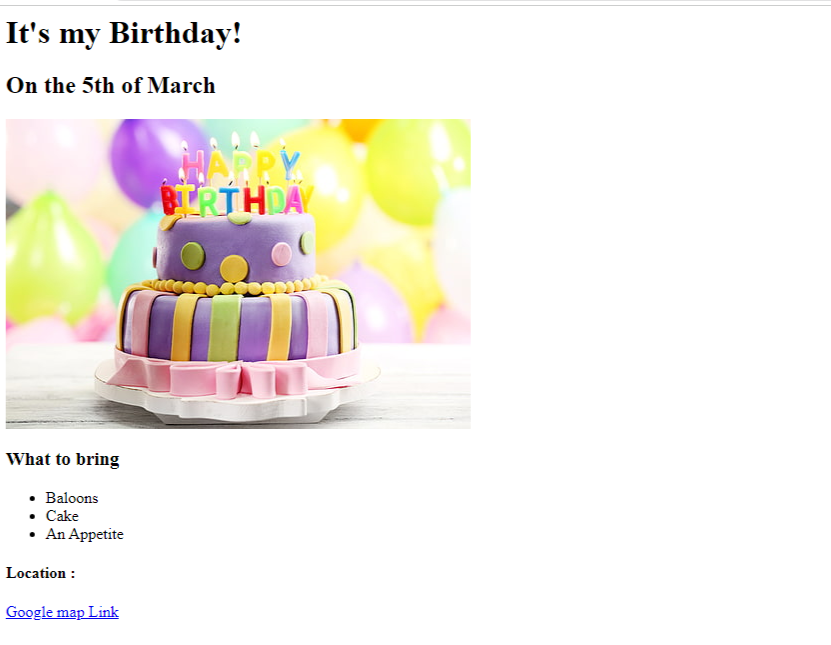 It's my Birthday!
On the 5th of March
HAPPY
BIRTHDAY
What to bring
Baloons
Cake
An Appetite
Location :
Google map Link